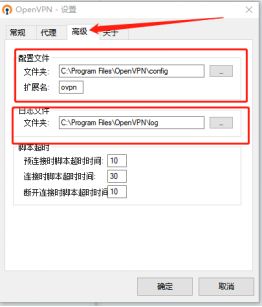 OpenVPN - 设置
常规 代理 高级 关于
配置文件
文件夹: C:\Program Files\OpenVPN\config ...
扩展名: ovpn
日志文件
文件夹: C:\Program Files\OpenVPN\log ...
脚本超时
预连接时脚本超时时间: 10
连接时脚本超时时间: 30
断开连接时脚本超时时间: 10
确定 取消